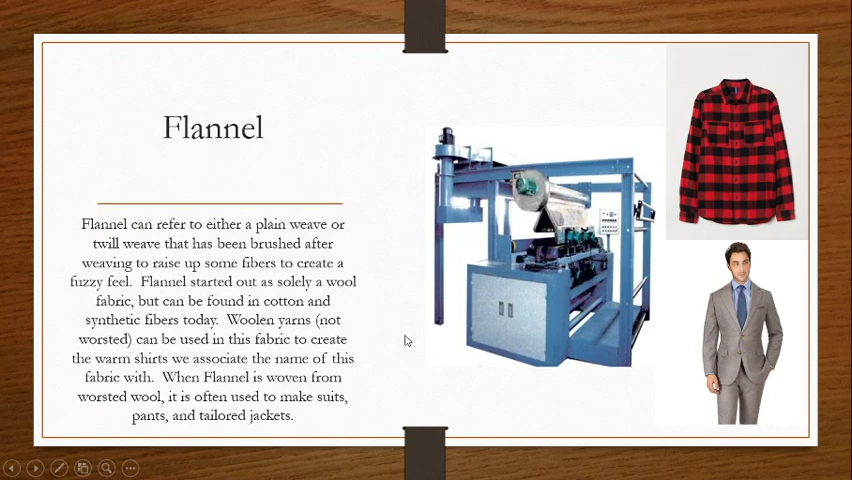 Flannel
Flannel can refer to either a plain weave or
twill weave that has been brushed after
weaving to raise up some fibers to create a
fuzzy feel.  Flannel started out as solely a wool
fabric, but can be found in cotton and
synthetic fibers today.  Woolen yarns (not
worsted) can be used in this fabric to create
the warm shirts we associate the name of this
fabric with.  When Flannel is woven from
worsted wool, it is often used to make suits,
pants, and tailored jackets.